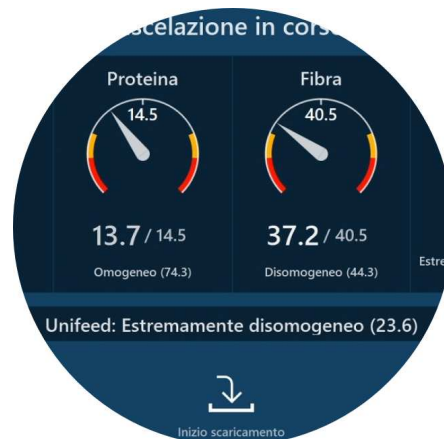 in
Proteina
Fibra
14.5
40.5
13.7 / 14.5
37.2 / 40.5
Omogeneo (74.3)
Disomogeneo (44.3)
Unifeed: Estremamente disomogeneo (23.6)
Inizio scaricamento